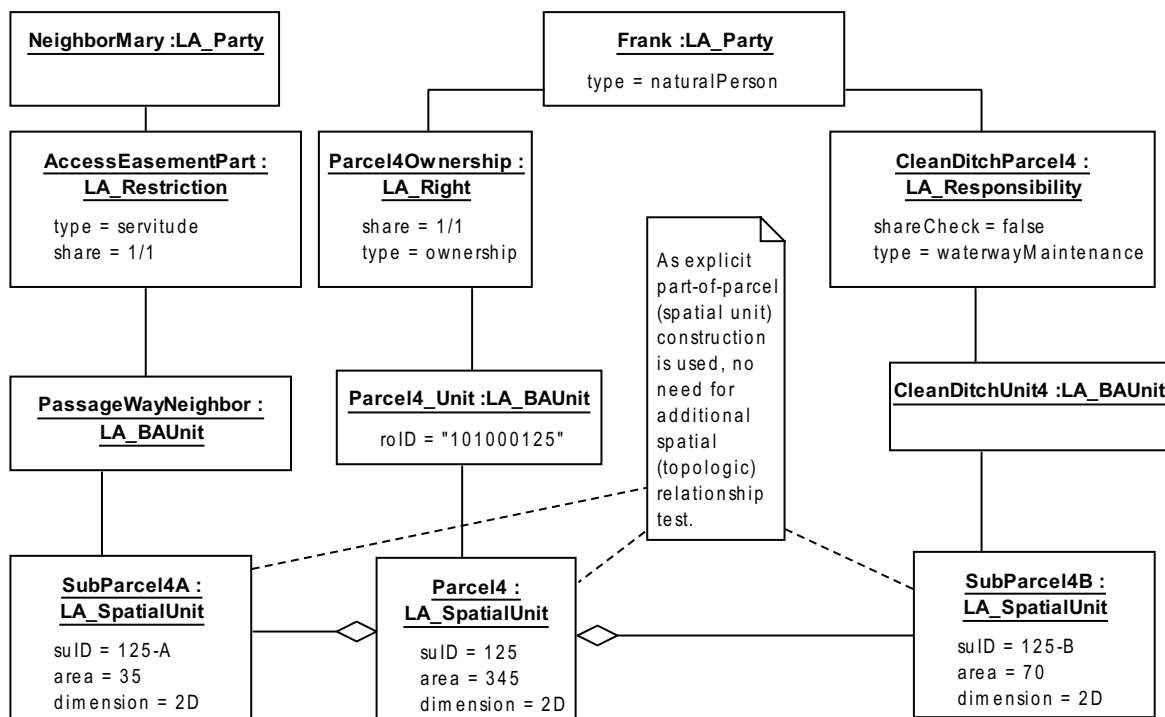 NeighborMary :LA_Party
Frank :LA_Party
type = naturalPerson
AccessEasementPart :
LA_Restriction
type = servitude
share = 1/1
Parcel4Ownership :
LA_Right
share = 1/1
type = ownership
CleanDitchParcel4 :
LA_Responsibility
shareCheck = false
type = waterwayMaintenance
As explicit
part-of-parcel
(spatial unit)
construction
is used, no
need for
additional
spatial
(topologic)
relationship
test.
PassageWayNeighbor :
LA_BAUnit
Parcel4_Unit :LA_BAUnit
roID = "101000125"
CleanDitchUnit4 :LA_BAUnit
SubParcel4A :
LA_SpatialUnit
suID = 125-A
area = 35
dimension = 2D
Parcel4 :
LA_SpatialUnit
suID = 125
area = 345
dimension = 2D
SubParcel4B :
LA_SpatialUnit
suID = 125-B
area = 70
dimension = 2D